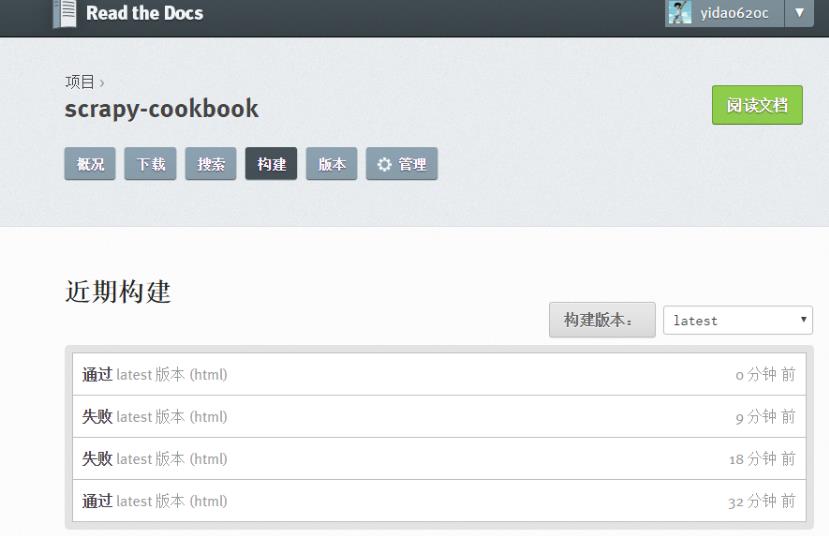 Read the Docs
yidao620c
项目 ›
scrapy-cookbook
阅读文档
概况 下载 搜索 构建 版本 管理
近期构建
构建版本： latest
通过 latest 版本 (html) 0 分钟 前
失败 latest 版本 (html) 9 分钟 前
失败 latest 版本 (html) 18 分钟 前
通过 latest 版本 (html) 32 分钟 前